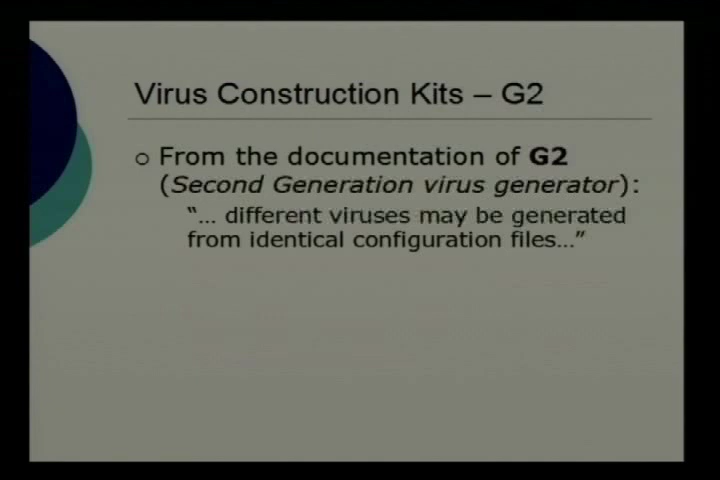 Virus Construction Kits – G2
From the documentation of G2
(Second Generation virus generator):
“... different viruses may be generated
from identical configuration files...”